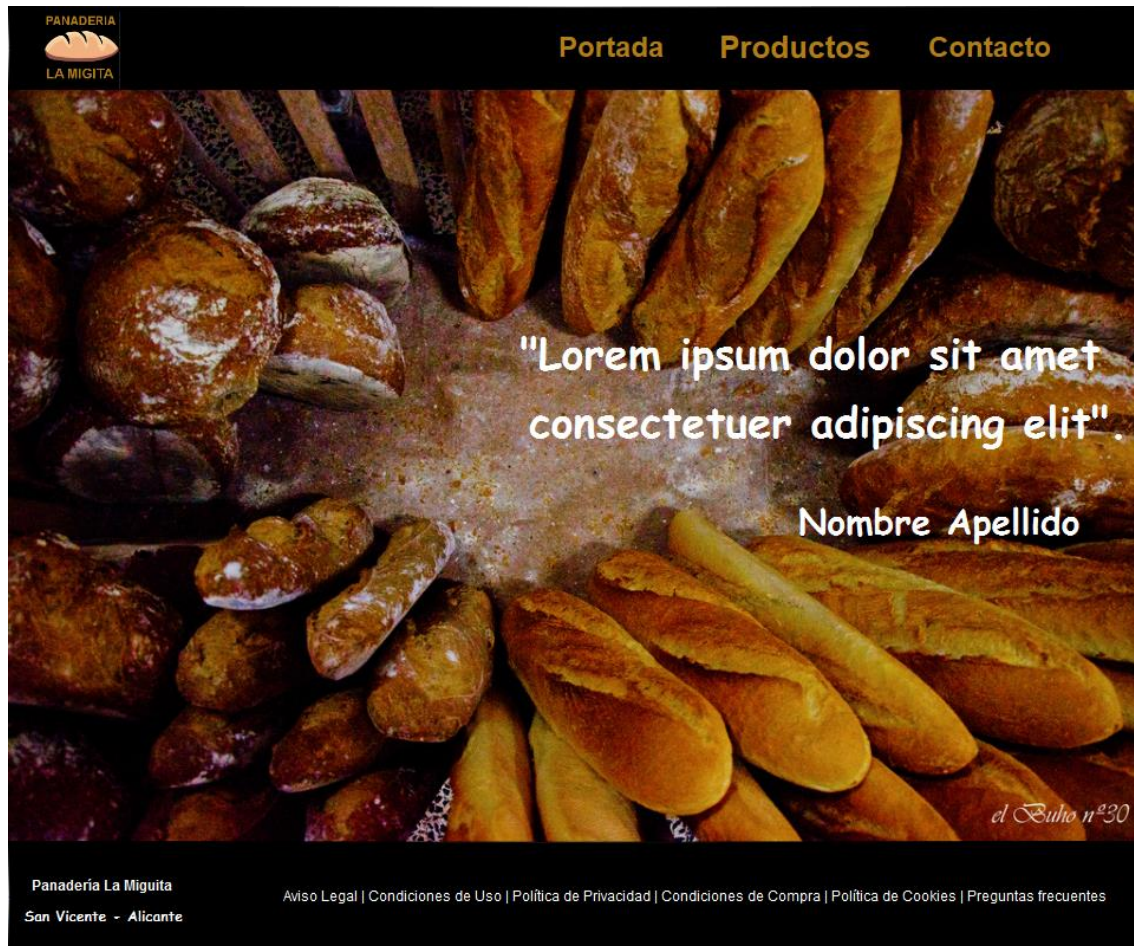 PANADERIA
LA MIGITA
Portada Productos Contacto
"Lorem ipsum dolor sit amet
consectetuer adipiscing elit".
Nombre Apellido
el Buho nº30
Panadería La Miguita
San Vicente - Alicante
Aviso Legal | Condiciones de Uso | Política de Privacidad | Condiciones de Compra | Política de Cookies | Preguntas frecuentes